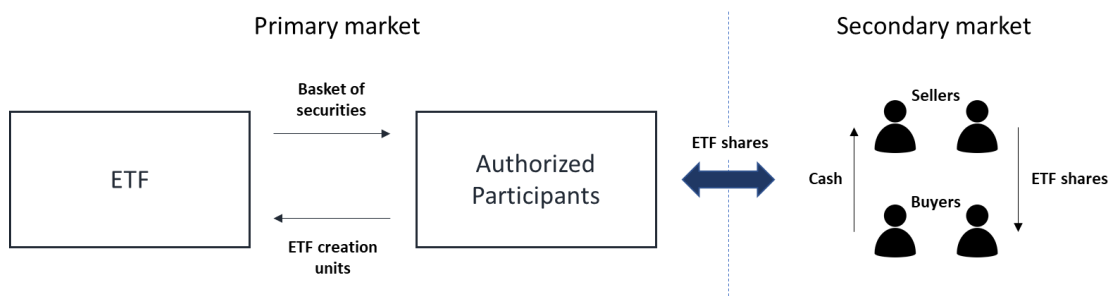 Primary market
Secondary market
Basket of
securities
ETF
Authorized
Participants
ETF creation
units
ETF shares
Sellers
Cash
ETF shares
Buyers